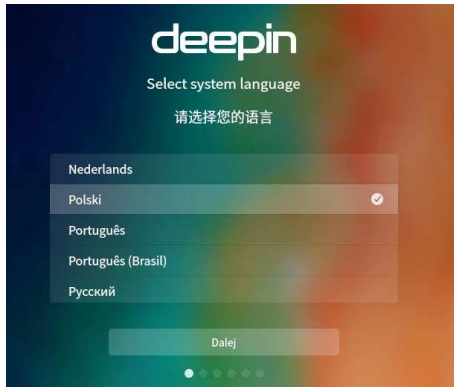 deepin
Select system language
请选择您的语言
Nederlands
Polski
Português
Português (Brasil)
Русский
Dalej